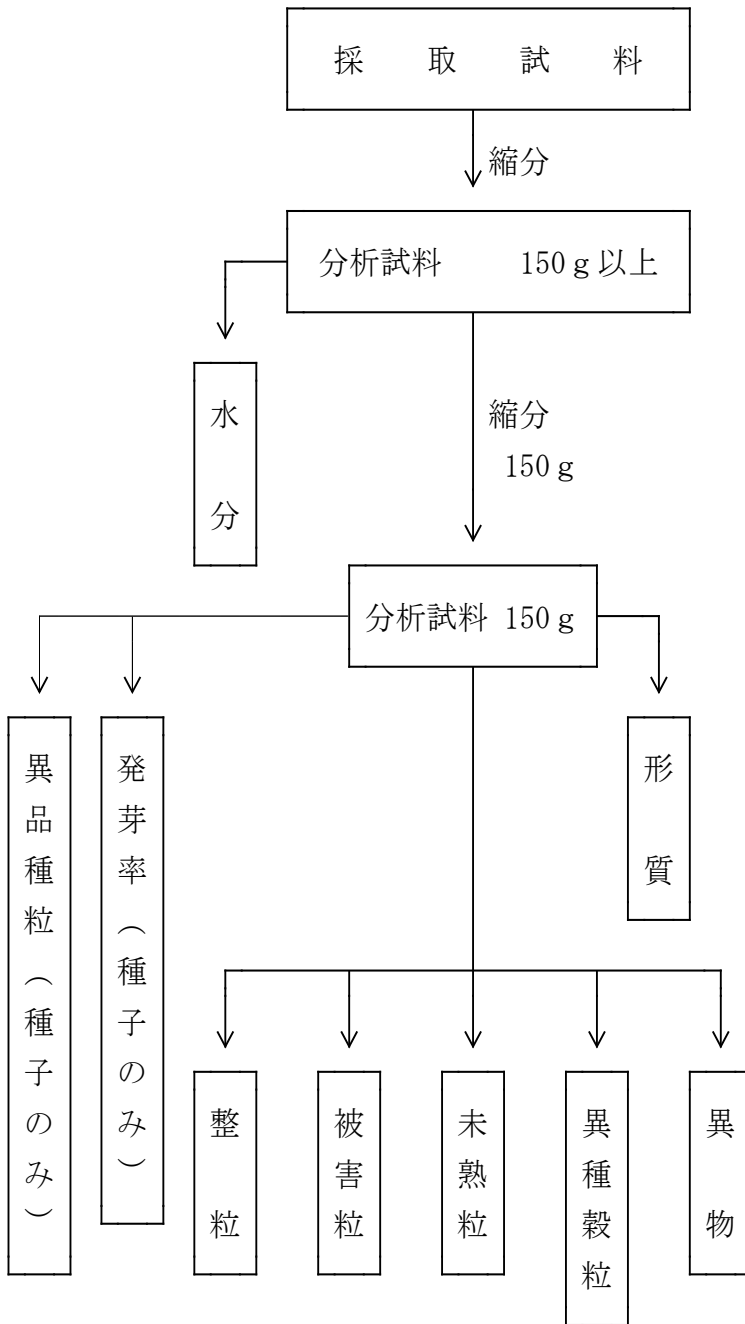 採取試料
縮分
分析試料 150ｇ以上
水分
縮分
150ｇ
分析試料 150ｇ
異品種粒（種子のみ）
発芽率（種子のみ）
形質
整粒
被害粒
未熟粒
異種穀粒
異物